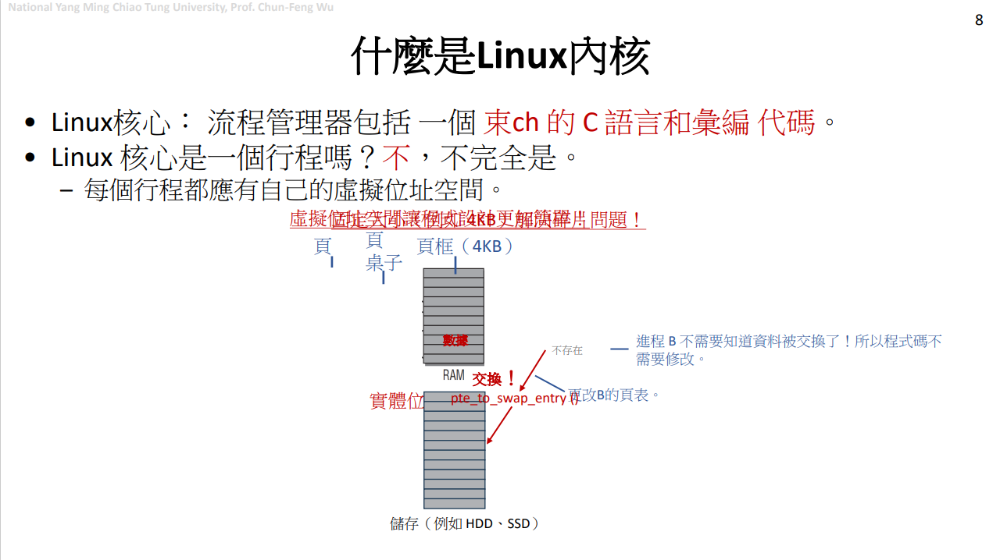 National Yang Ming Chiao Tung University, Prof. Chun-Feng Wu
8
什麼是Linux內核
• Linux核心： 流程管理器包括 一個 束ch 的 C 語言和彙編 代碼。
• Linux 核心是一個行程嗎？不，不完全是。
– 每個行程都應有自己的虛擬位址空間。
虛擬位址空間讓程式設計更加簡單！
固定大小（例如 4KB）解決碎片問題！
頁
頁
桌子
頁框（4KB）
數據
RAM
不存在
進程 B 不需要知道資料被交換了！所以程式碼不
需要修改。
交換！
更改B的頁表。
實體位
pte_to_swap_entry ()
儲存（例如 HDD、SSD）